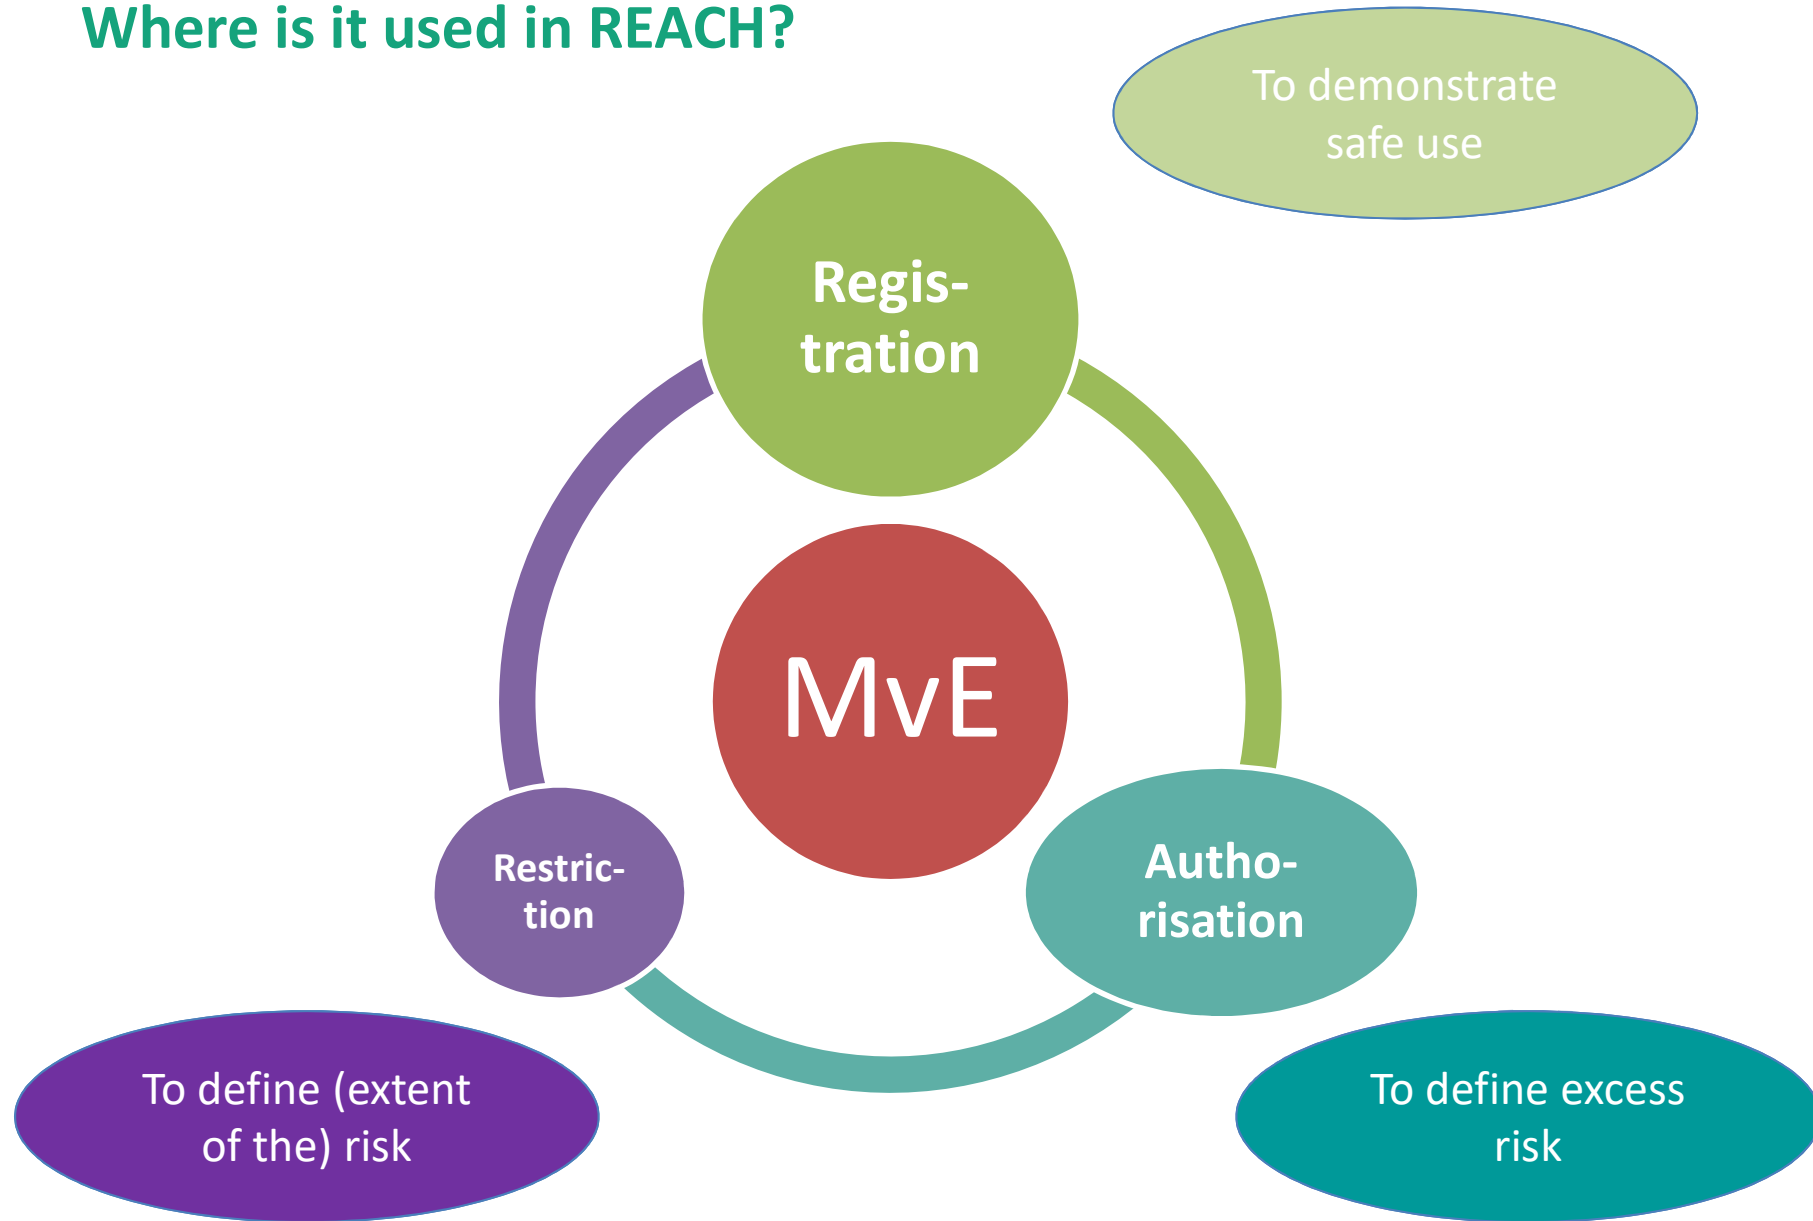 Where is it used in REACH?
To demonstrate
safe use
Regis-
tration
MvE
Restric-
tion
Autho-
risation
To define (extent
of the) risk
To define excess
risk